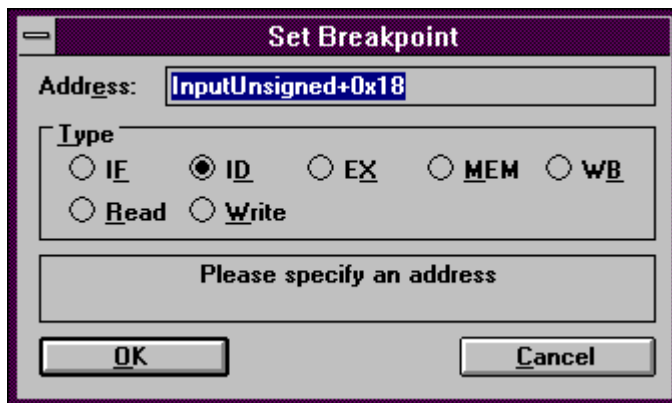 Set Breakpoint
Address: InputUnsigned+0x18
Type
IF ID EX MEM WB
Read Write
Please specify an address
OK Cancel